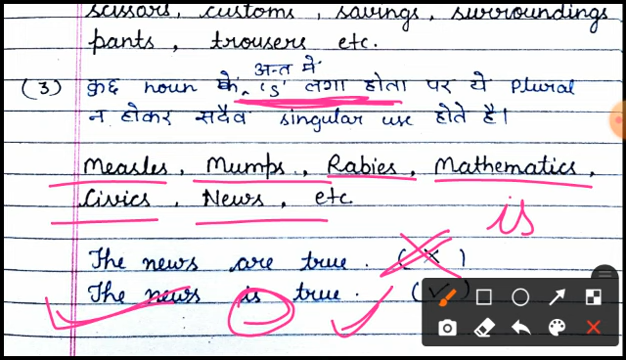 scissors, customs, savings, surroundings
pants, trousers etc.
(3) कुछ noun के अन्त में 's' लगा होता पर ये plural
न होकर सदैव singular use होते है।
Measles, Mumps, Rabies, Mathematics,
Civics, News, etc.
is
The news are true. (×)
The news is true. (✓)